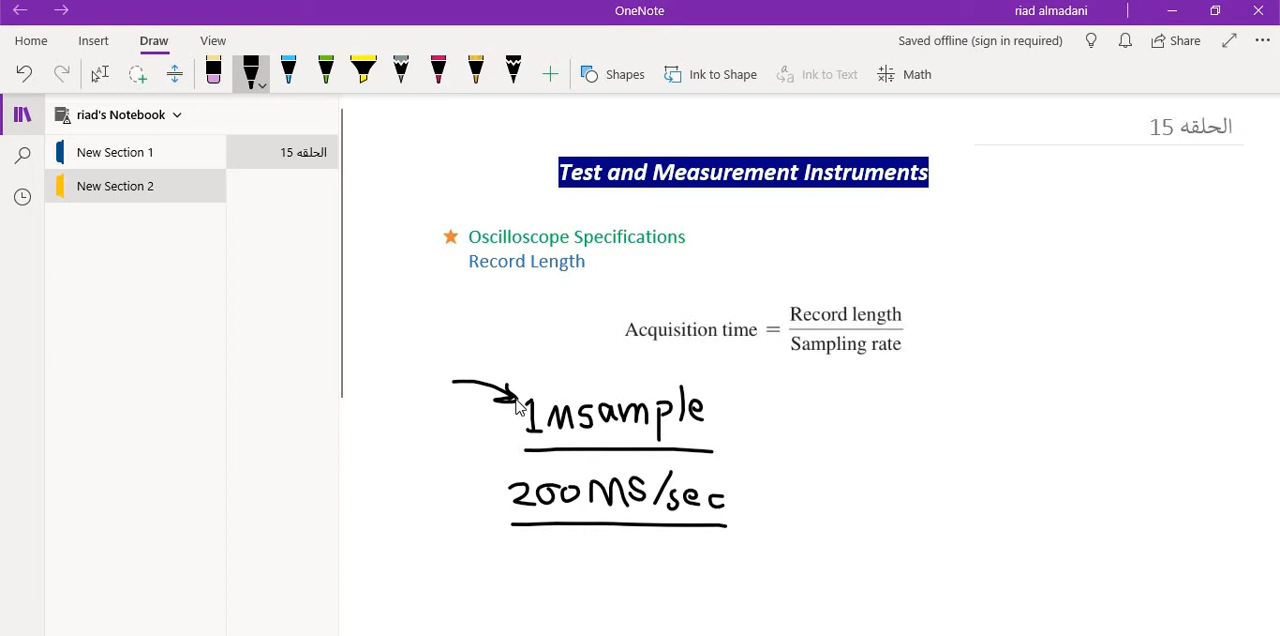 OneNote
riad almadani
Home Insert Draw View
Saved offline (sign in required) Share
Shapes Ink to Shape Ink to Text Math
riad's Notebook
New Section 1
New Section 2
الحلقه 15
الحلقه 15
Test and Measurement Instruments
Oscilloscope Specifications
Record Length
Acquisition time = Record length
Sampling rate
1Msample
200MS/sec